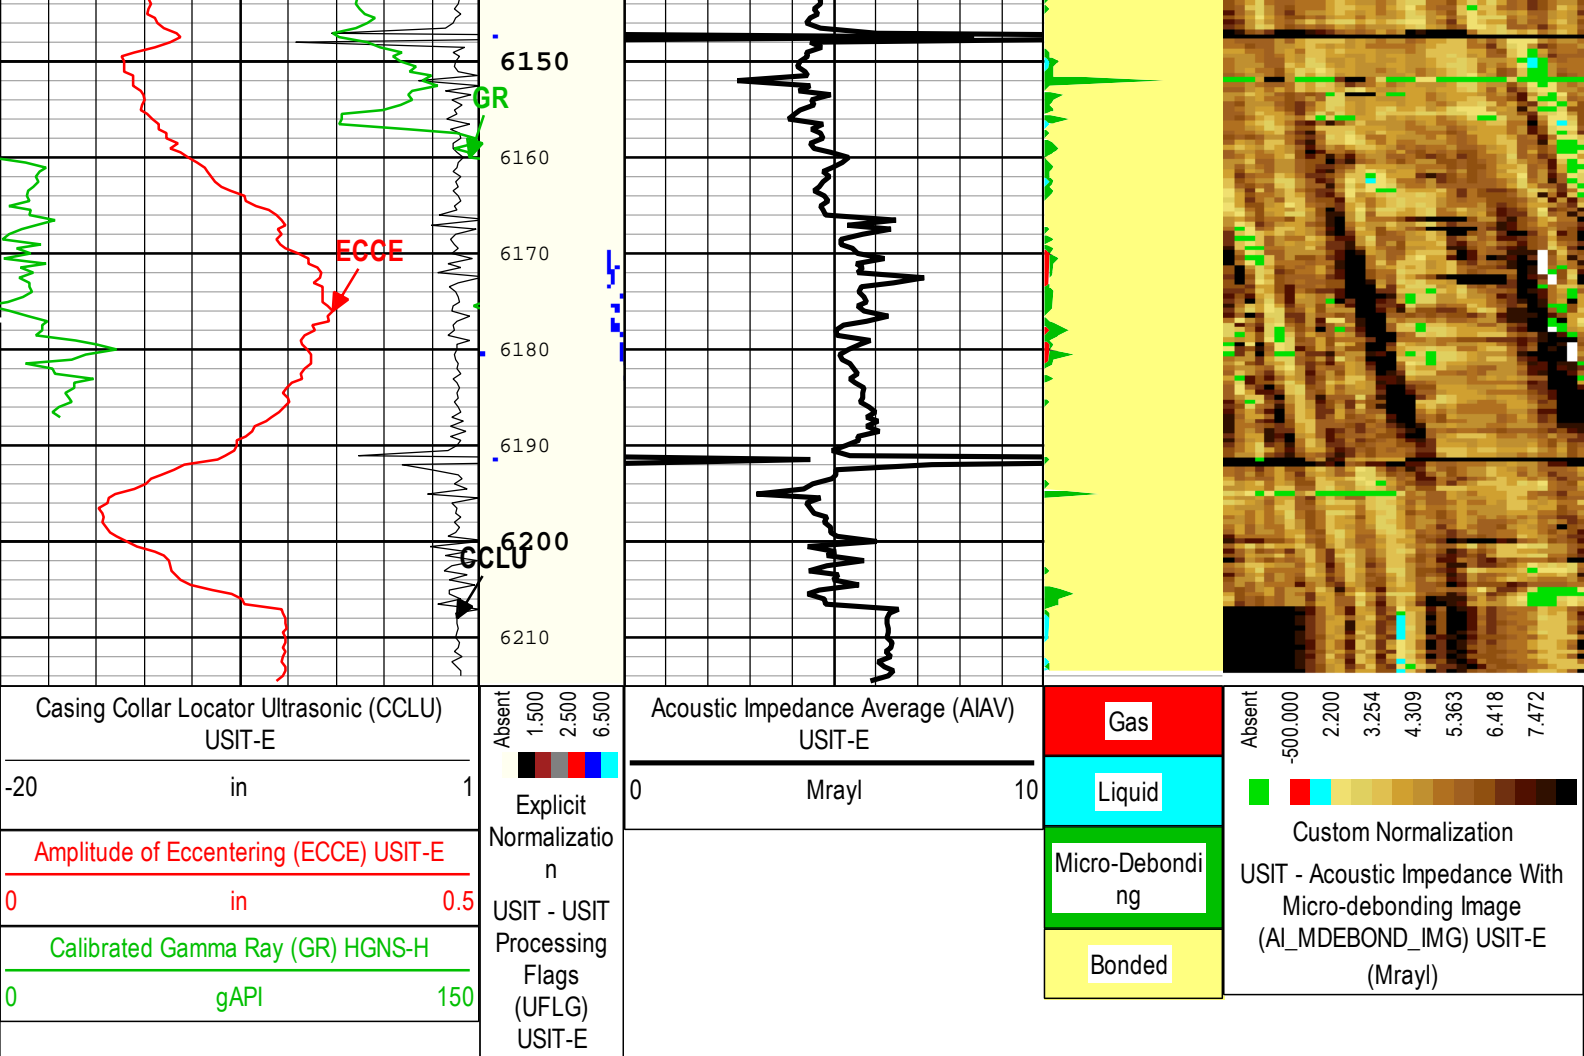 6150
GR
6160
ECCE
6170
6180
6190
6200
CCLU
6210
Casing Collar Locator Ultrasonic (CCLU)
USIT-E
-20 in 1
Amplitude of Eccentering (ECCE) USIT-E
0 in 0.5
Calibrated Gamma Ray (GR) HGNS-H
0 gAPI 150
Absent 1.500 2.500 6.500
Explicit
Normalizatio
n
USIT - USIT
Processing
Flags
(UFLG)
USIT-E
Acoustic Impedance Average (AIAV)
USIT-E
0 Mrayl 10
Gas
Liquid
Micro-Debondi
ng
Bonded
Absent -500.000 2.200 3.254 4.309 5.363 6.418 7.472
Custom Normalization
USIT - Acoustic Impedance With
Micro-debonding Image
(AI_MDEBOND_IMG) USIT-E
(Mrayl)